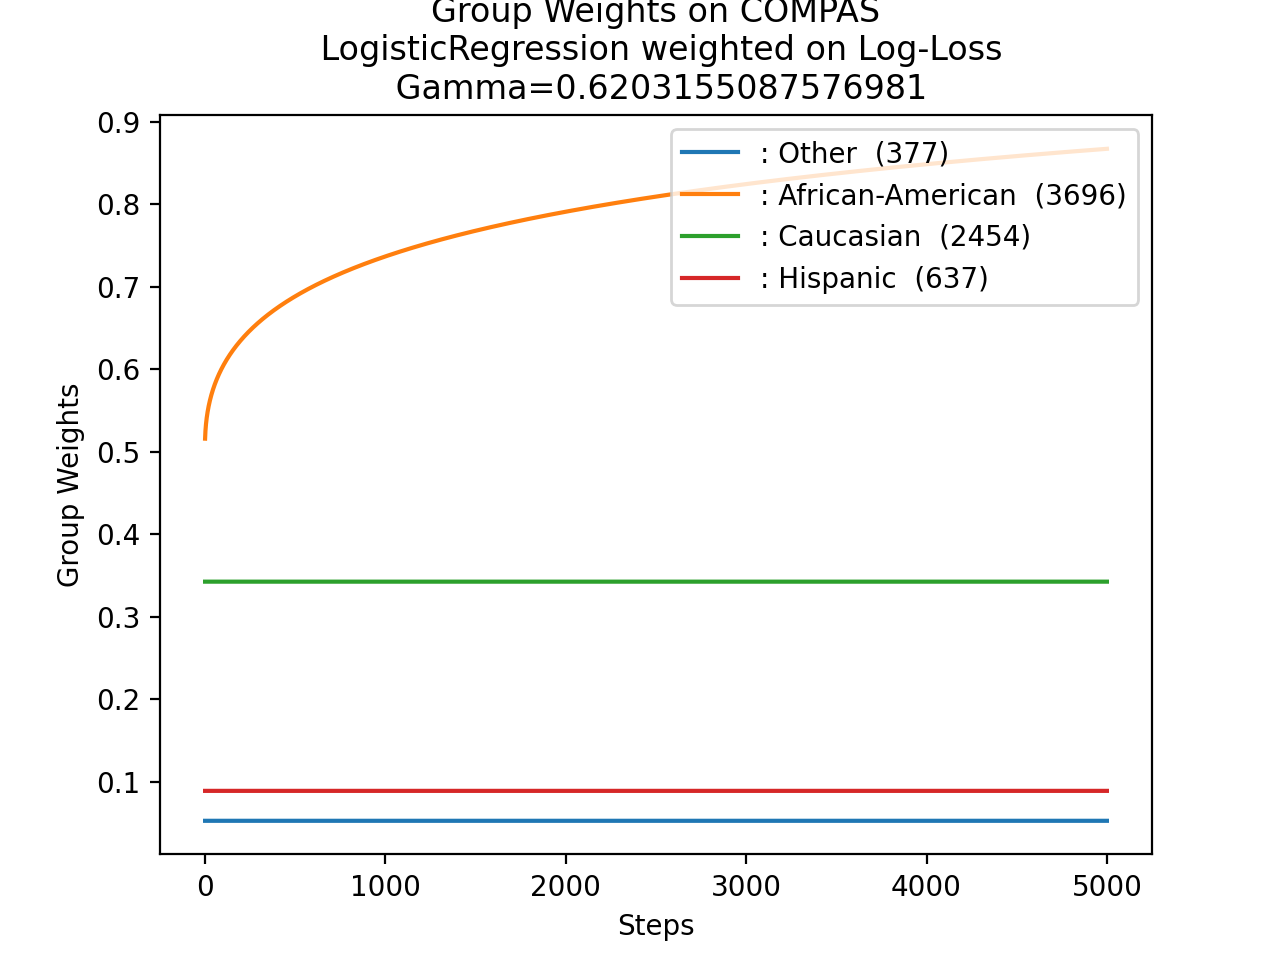 Group Weights on COMPAS
LogisticRegression weighted on Log-Loss
Gamma=0.6203155087576981
0.9
0.8
0.7
0.6
0.5
0.4
0.3
0.2
0.1
Group Weights
: Other (377)
: African-American (3696)
: Caucasian (2454)
: Hispanic (637)
0 1000 2000 3000 4000 5000
Steps